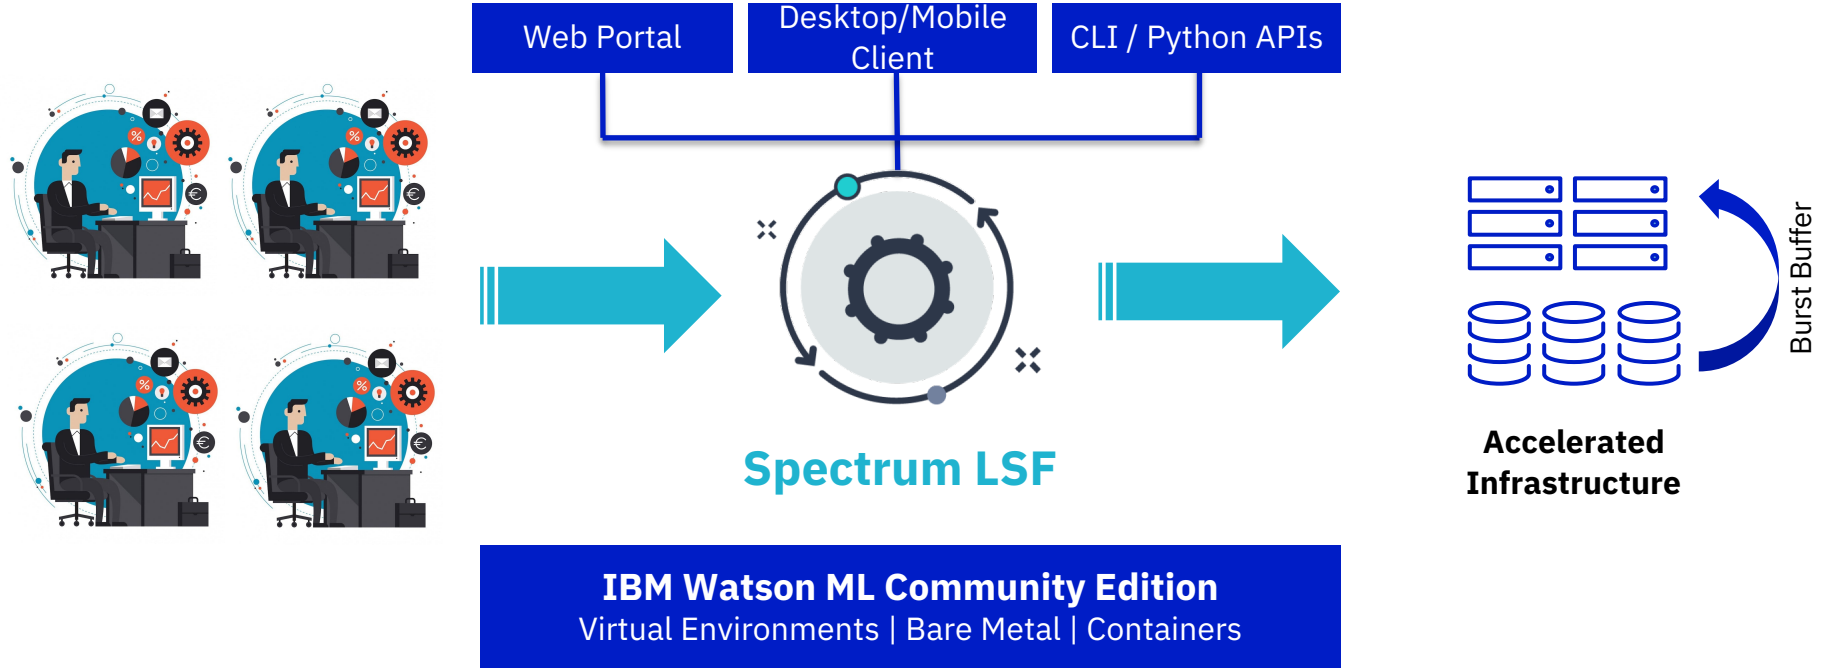 Web Portal
Desktop/Mobile
Client
CLI / Python APIs
Burst Buffer
Spectrum LSF
Accelerated
Infrastructure
IBM Watson ML Community Edition
Virtual Environments | Bare Metal | Containers